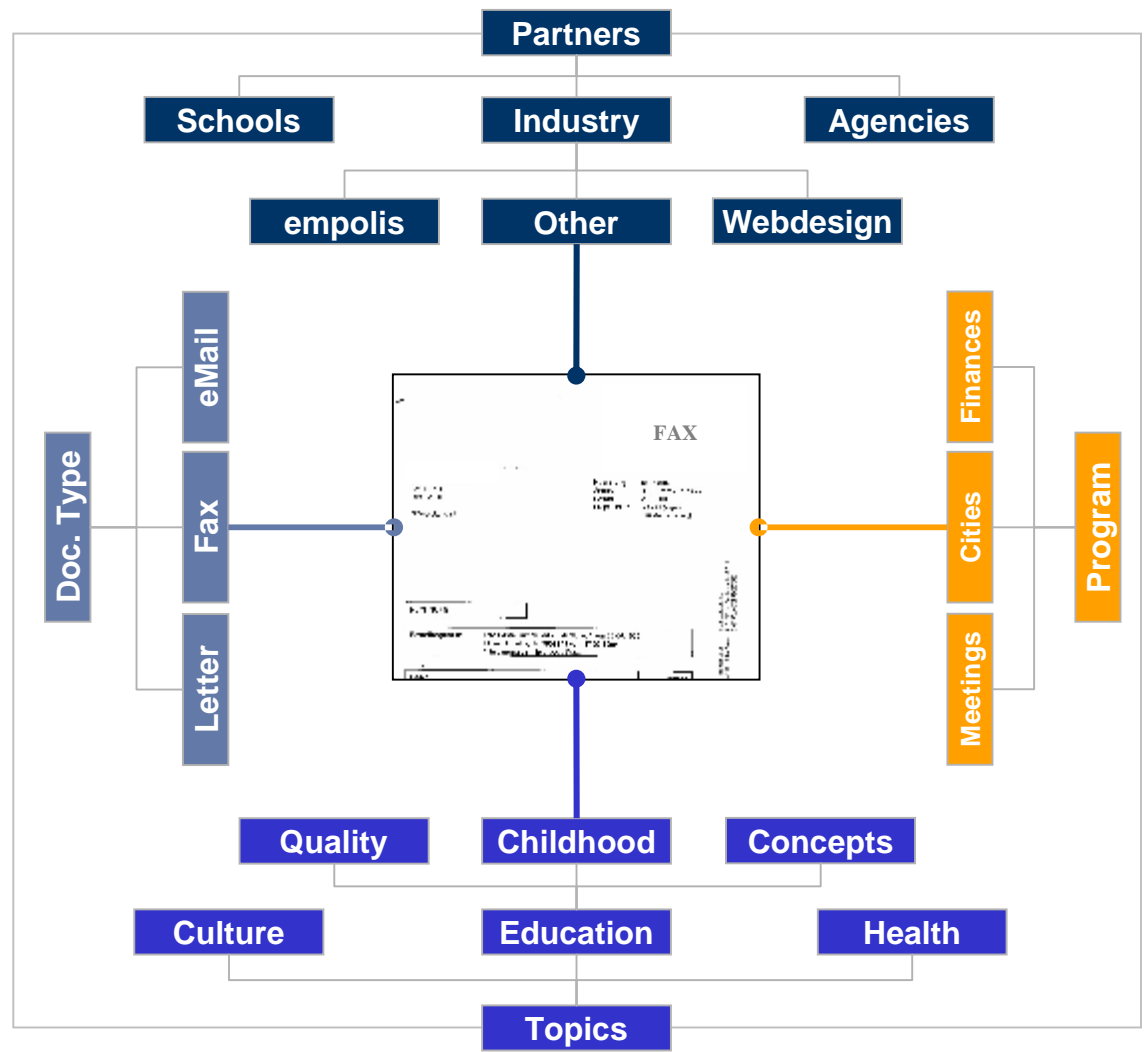 Partners
Schools
Industry
Agencies
empolis
Other
Webdesign
eMail
Finances
FAX
Doc. Type
Fax
Cities
Program
Letter
Meetings
Quality
Childhood
Concepts
Culture
Education
Health
Topics